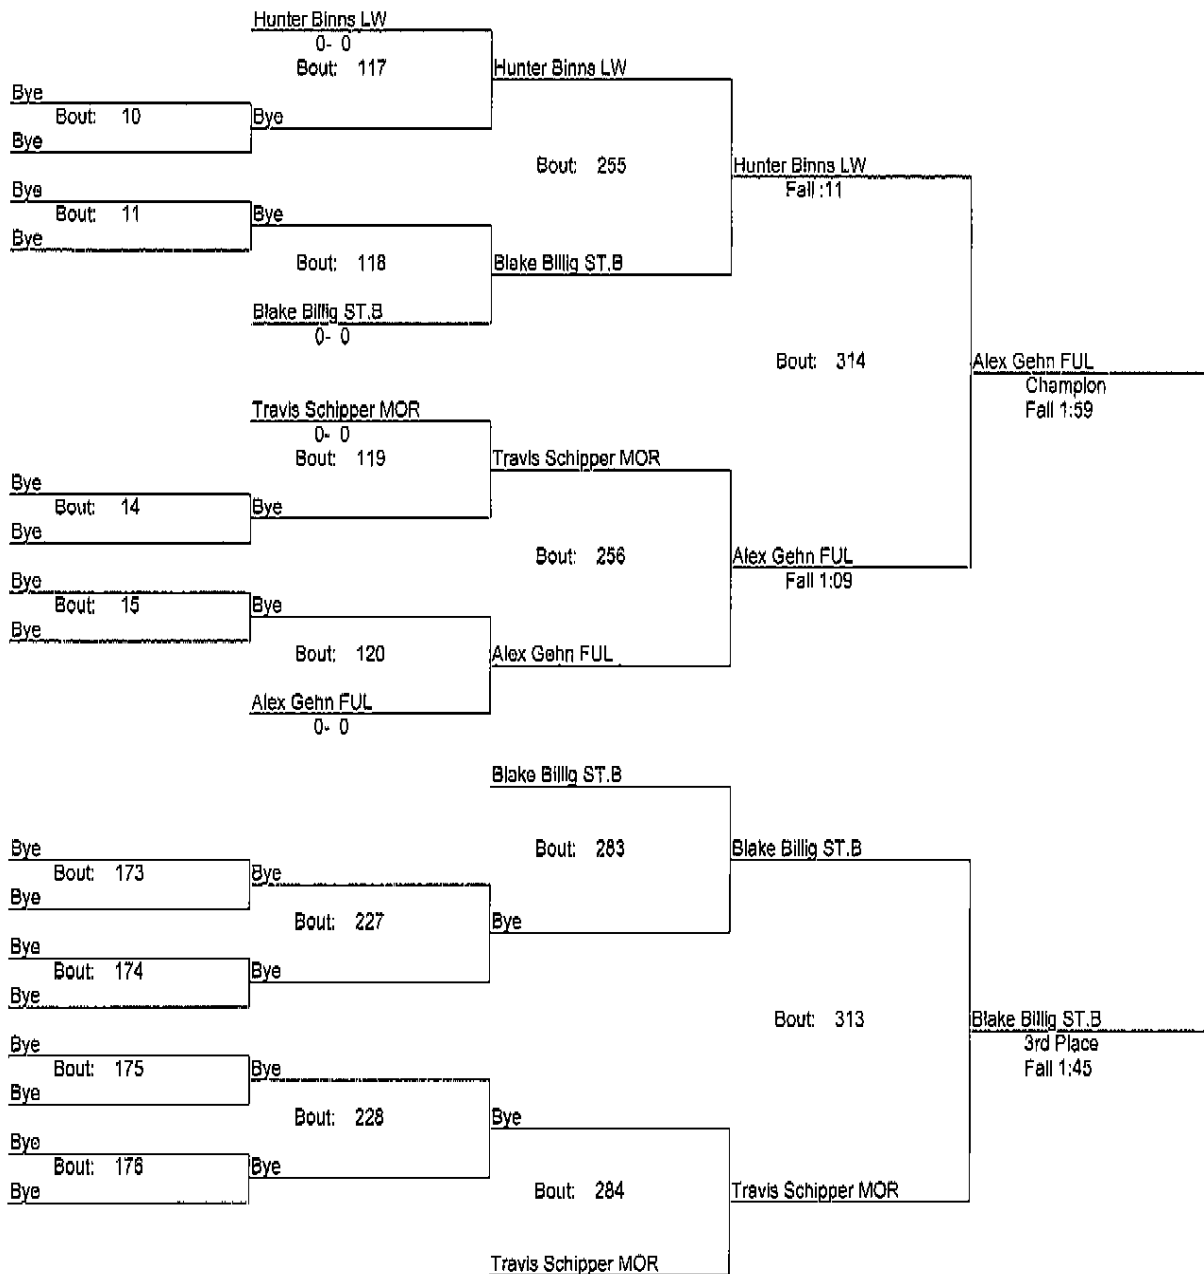 Hunter Binns LW
0- 0
Bout: 117
Hunter Binns LW
Bye
Bout: 10
Bye
Bye
Bout: 255
Hunter Binns LW
Fall :11
Bye
Bout: 11
Bye
Bye
Bout: 118
Blake Billig ST.B
Blake Billig ST.B
0- 0
Bout: 314
Alex Gehn FUL
Champion
Fall 1:59
Travis Schipper MOR
0- 0
Bout: 119
Travis Schipper MOR
Bye
Bout: 14
Bye
Bye
Bout: 256
Alex Gehn FUL
Fall 1:09
Bye
Bout: 15
Bye
Bye
Bout: 120
Alex Gehn FUL
Alex Gehn FUL
0- 0
Blake Billig ST.B
Bout: 283
Blake Billig ST.B
Bye
Bout: 173
Bye
Bye
Bout: 227
Bye
Bye
Bout: 174
Bye
Bye
Bout: 313
Blake Billig ST.B
3rd Place
Fall 1:45
Bye
Bout: 175
Bye
Bye
Bout: 228
Bye
Bye
Bout: 176
Bye
Bye
Bout: 284
Travis Schipper MOR
Travis Schipper MOR